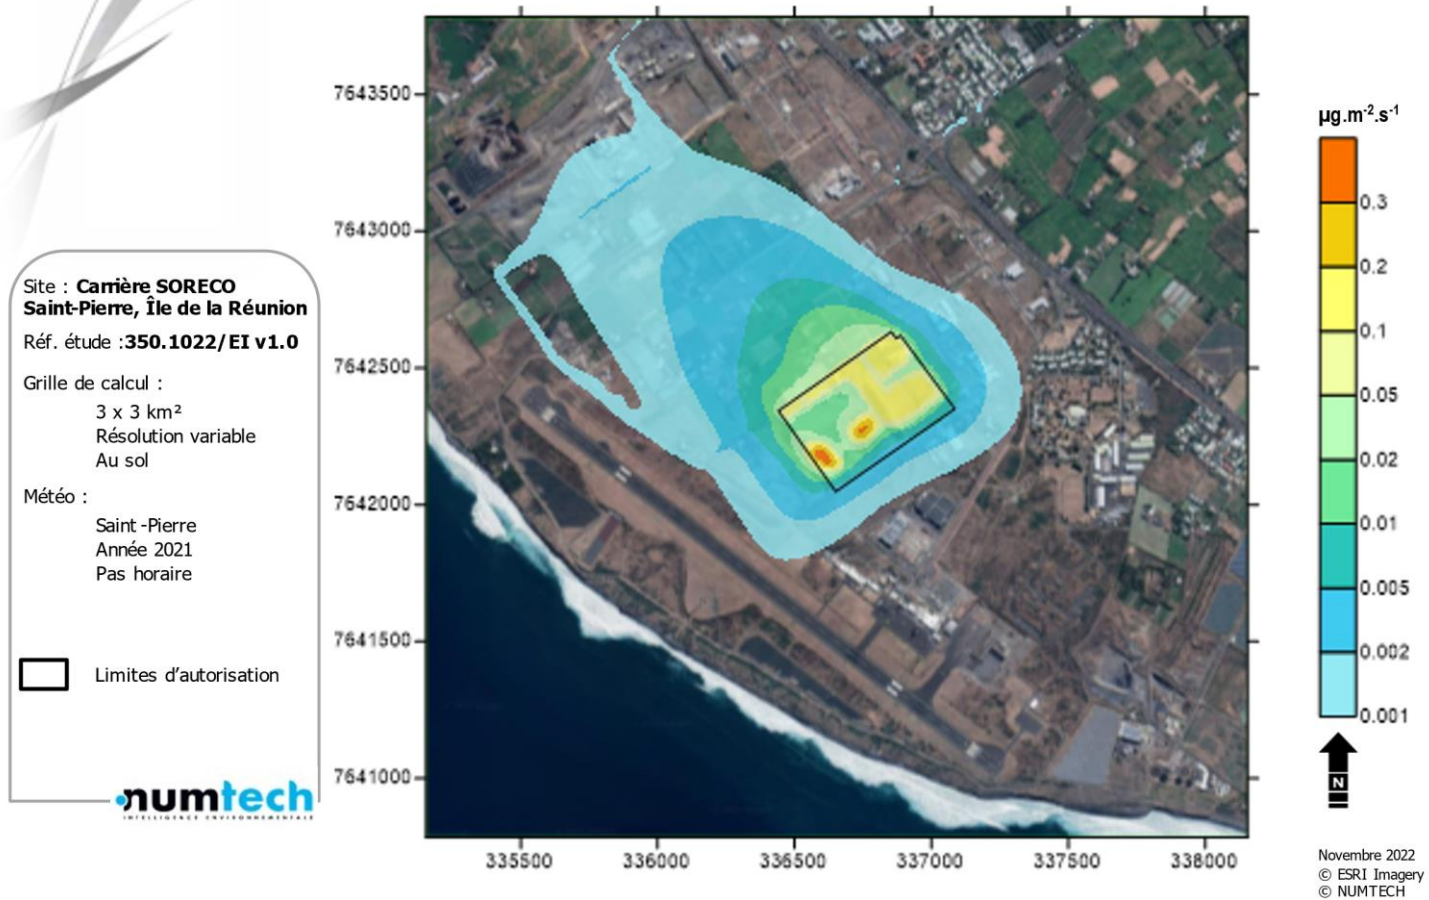 Site : Carrière SORECO
Saint-Pierre, Île de la Réunion
Réf. étude :350.1022/EI v1.0
Grille de calcul :
3 x 3 km²
Résolution variable
Au sol
Météo :
Saint-Pierre
Année 2021
Pas horaire
Limites d'autorisation
numtech
INTELLIGENCE ENVIRONNEMENTALE
7643500
7643000
7642500
7642000
7641500
7641000
335500 336000 336500 337000 337500 338000
µg.m-2.s-1
0.3
0.2
0.1
0.05
0.02
0.01
0.005
0.002
0.001
N
Novembre 2022
© ESRI Imagery
© NUMTECH